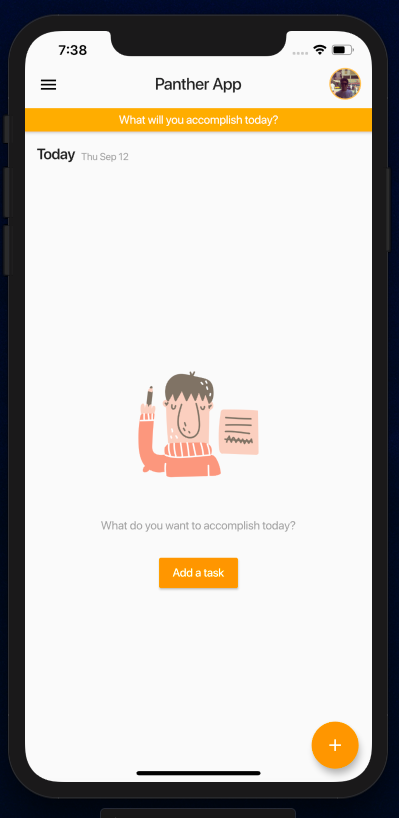 7:38
Panther App
What will you accomplish today?
Today Thu Sep 12
What do you want to accomplish today?
Add a task
+